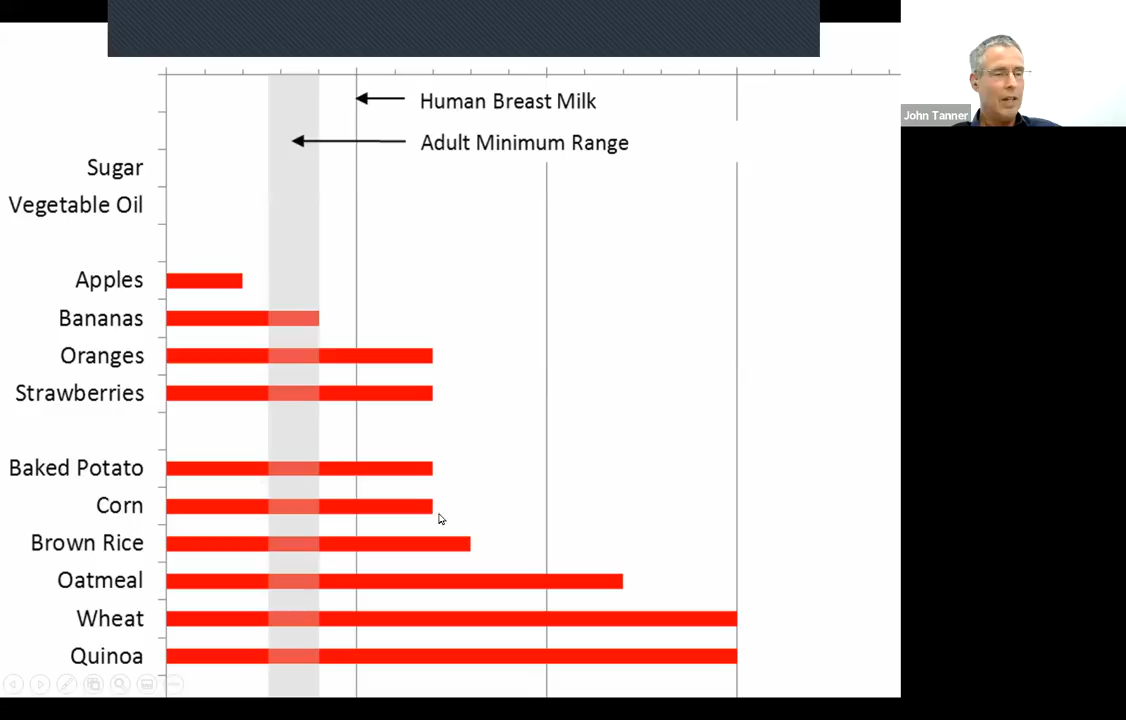 Human Breast Milk
Adult Minimum Range
John Tanner
Sugar
Vegetable Oil
Apples
Bananas
Oranges
Strawberries
Baked Potato
Corn
Brown Rice
Oatmeal
Wheat
Quinoa